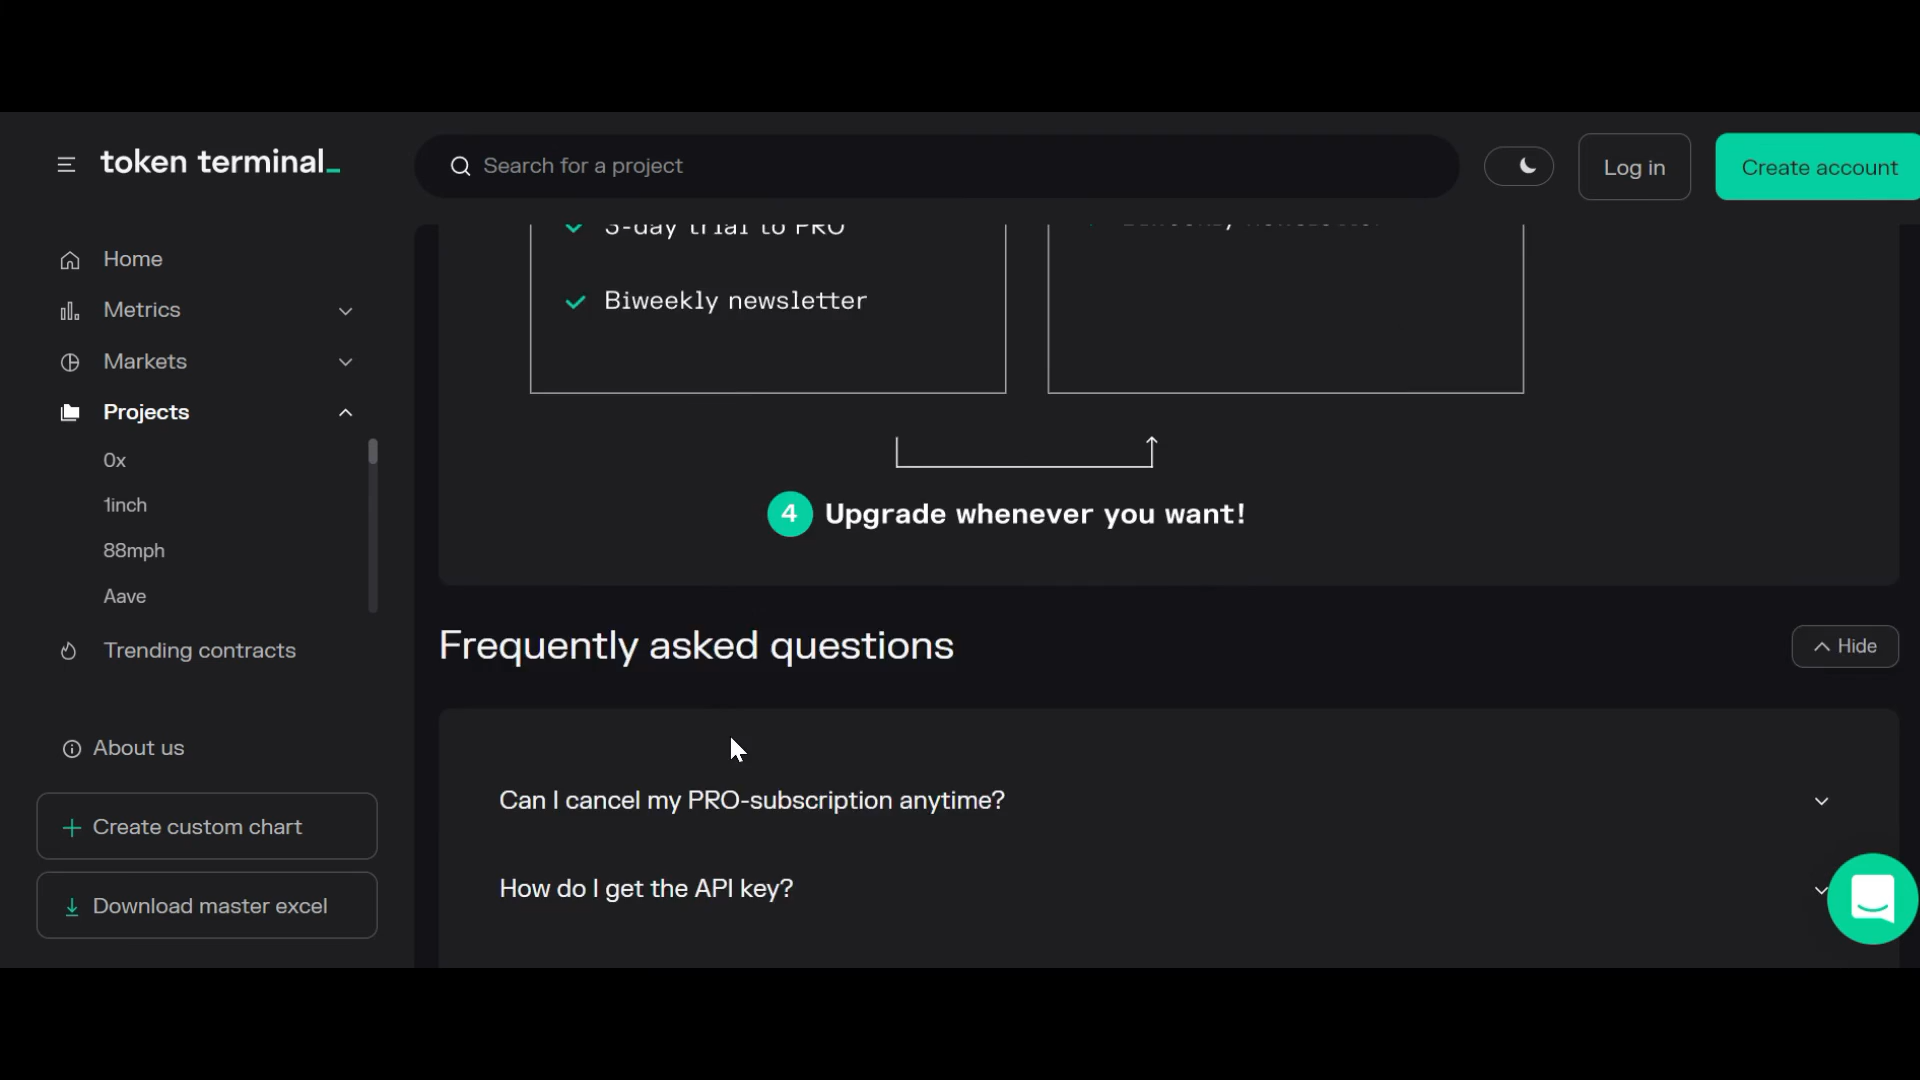 token terminal_
Search for a project
Log in
Create account
Home
Metrics
Markets
Projects
0x
1inch
88mph
Aave
Trending contracts
About us
Create custom chart
Download master excel
3-day trial to PRO
Biweekly newsletter
Biweekly newsletter
4 Upgrade whenever you want!
Frequently asked questions
Hide
Can I cancel my PRO-subscription anytime?
How do I get the API key?